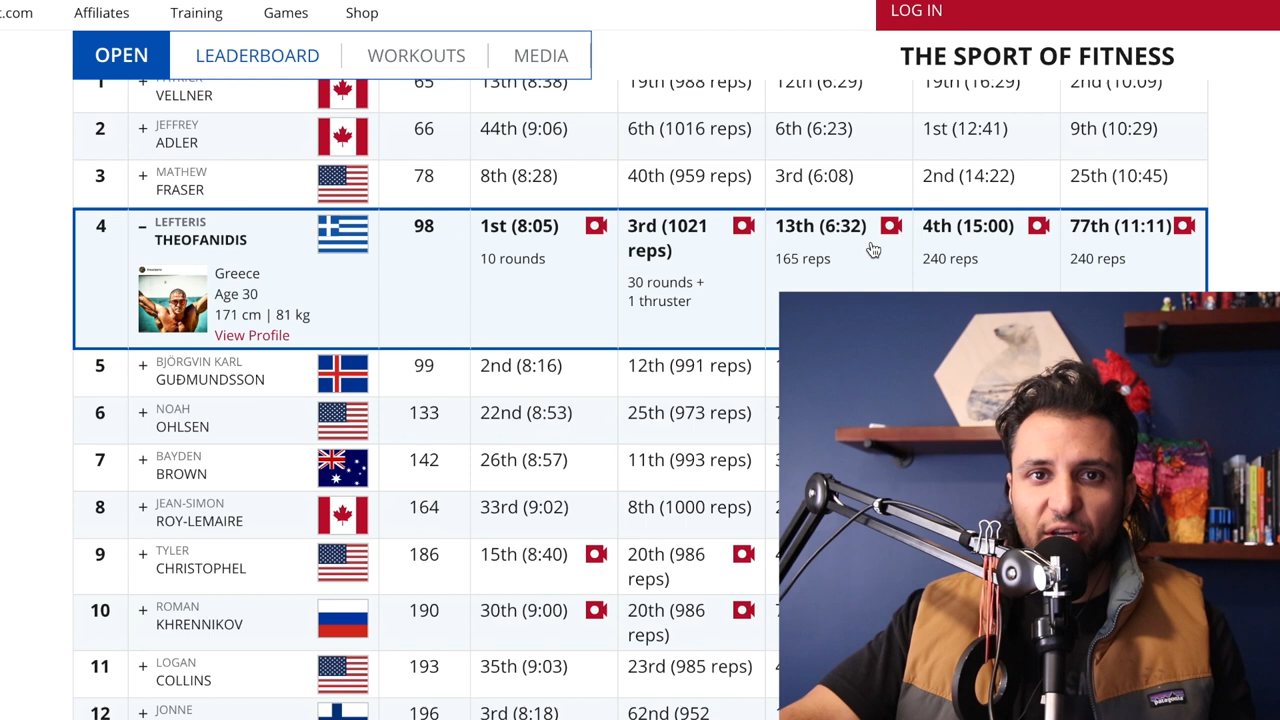 t.com Affiliates Training Games Shop LOG IN
OPEN LEADERBOARD WORKOUTS MEDIA THE SPORT OF FITNESS
1 + PATRICK VELLNER 65 13th (8:38) 19th (988 reps) 12th (6:29) 19th (16:29) 2nd (10:09)
2 + JEFFREY ADLER 66 44th (9:06) 6th (1016 reps) 6th (6:23) 1st (12:41) 9th (10:29)
3 + MATHEW FRASER 78 8th (8:28) 40th (959 reps) 3rd (6:08) 2nd (14:22) 25th (10:45)
4 – LEFTERIS THEOFANIDIS 98 1st (8:05) 3rd (1021 reps) 13th (6:32) 4th (15:00) 77th (11:11)
10 rounds 30 rounds + 1 thruster 165 reps 240 reps 240 reps
Greece
Age 30
171 cm | 81 kg
View Profile
5 + BJÖRGVIN KARL GUÐMUNDSSON 99 2nd (8:16) 12th (991 reps)
6 + NOAH OHLSEN 133 22nd (8:53) 25th (973 reps)
7 + BAYDEN BROWN 142 26th (8:57) 11th (993 reps)
8 + JEAN-SIMON ROY-LEMAIRE 164 33rd (9:02) 8th (1000 reps)
9 + TYLER CHRISTOPHEL 186 15th (8:40) 20th (986 reps)
10 + ROMAN KHRENNIKOV 190 30th (9:00) 20th (986 reps)
11 + LOGAN COLLINS 193 35th (9:03) 23rd (985 reps)
12 + JONNE 196 3rd (8:18) 62nd (952
patagonia